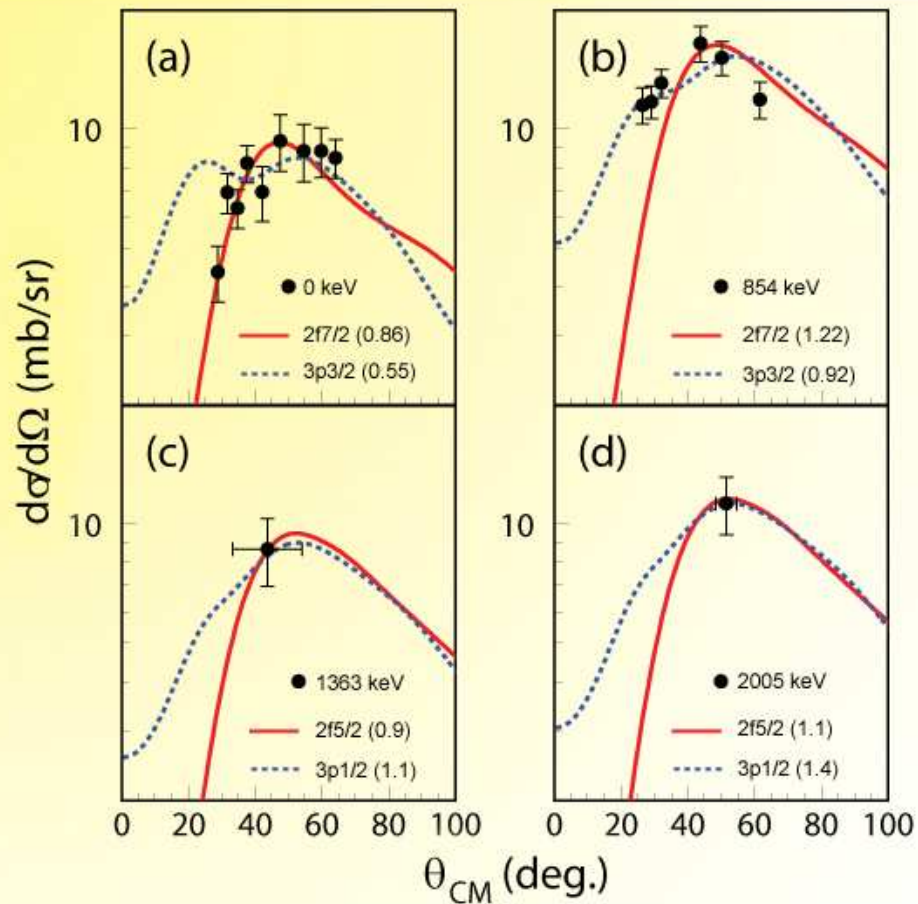 dσ/dΩ (mb/sr)
(a)
10
0 keV
2f7/2 (0.86)
3p3/2 (0.55)
(b)
10
854 keV
2f7/2 (1.22)
3p3/2 (0.92)
(c)
10
1363 keV
2f5/2 (0.9)
3p1/2 (1.1)
(d)
2005 keV
2f5/2 (1.1)
3p1/2 (1.4)
0 20 40 60 80 100 0 20 40 60 80 100
θCM (deg.)